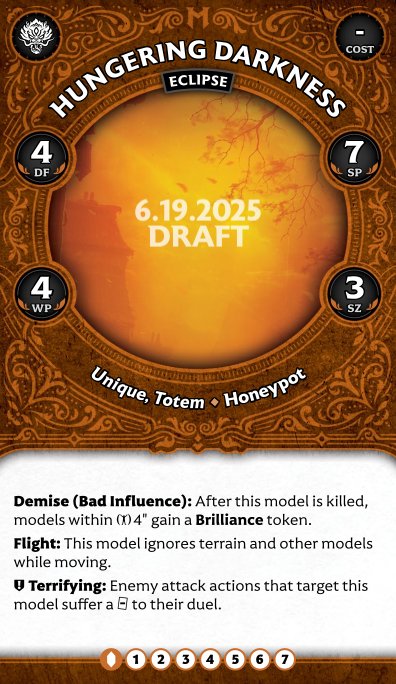 -
COST
HUNGERING DARKNESS
ECLIPSE
4
DF
7
SP
6.19.2025
DRAFT
4
WP
3
SZ
Unique, Totem ⬥ Honeypot
Demise (Bad Influence): After this model is killed,
models within 4" gain a Brilliance token.
Flight: This model ignores terrain and other models
while moving.
Terrifying: Enemy attack actions that target this
model suffer a to their duel.
1 2 3 4 5 6 7